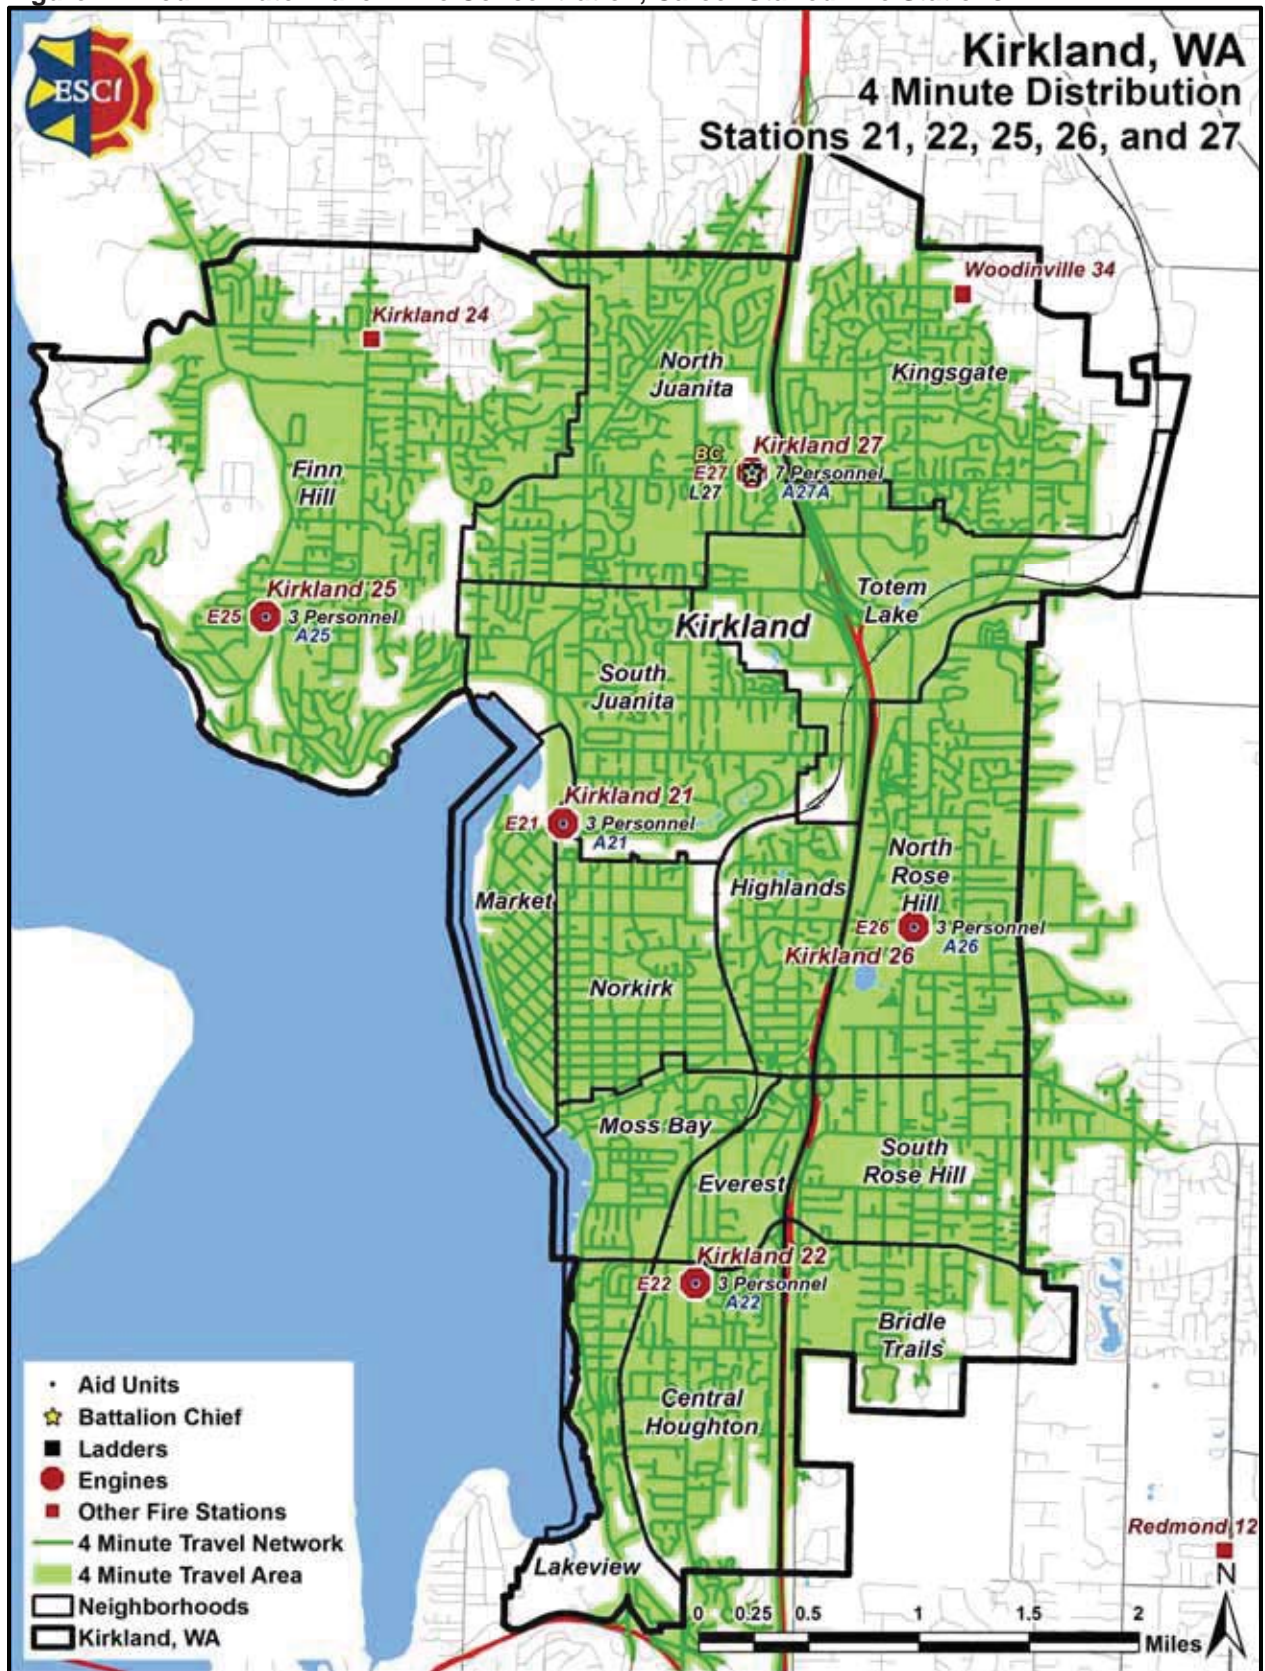 ESCI
Kirkland, WA
4 Minute Distribution
Stations 21, 22, 25, 26, and 27
Woodinville 34
Kirkland 24
North
Juanita
Kingsgate
Kirkland 27
BC
E27
7 Personnel
L27
A27A
Finn
Hill
Kirkland 25
E25
3 Personnel
A25
Totem
Lake
Kirkland
South
Juanita
Kirkland 21
E21
3 Personnel
A21
North
Rose
Hill
Highlands
Market
E26
3 Personnel
A26
Kirkland 26
Norkirk
Moss Bay
South
Rose Hill
Everest
Kirkland 22
E22
3 Personnel
A22
Bridle
Trails
Central
Houghton
Lakeview
Redmond 12
N
Aid Units
Battalion Chief
Ladders
Engines
Other Fire Stations
4 Minute Travel Network
4 Minute Travel Area
Neighborhoods
Kirkland, WA
0 0.25 0.5 1 1.5 2
Miles